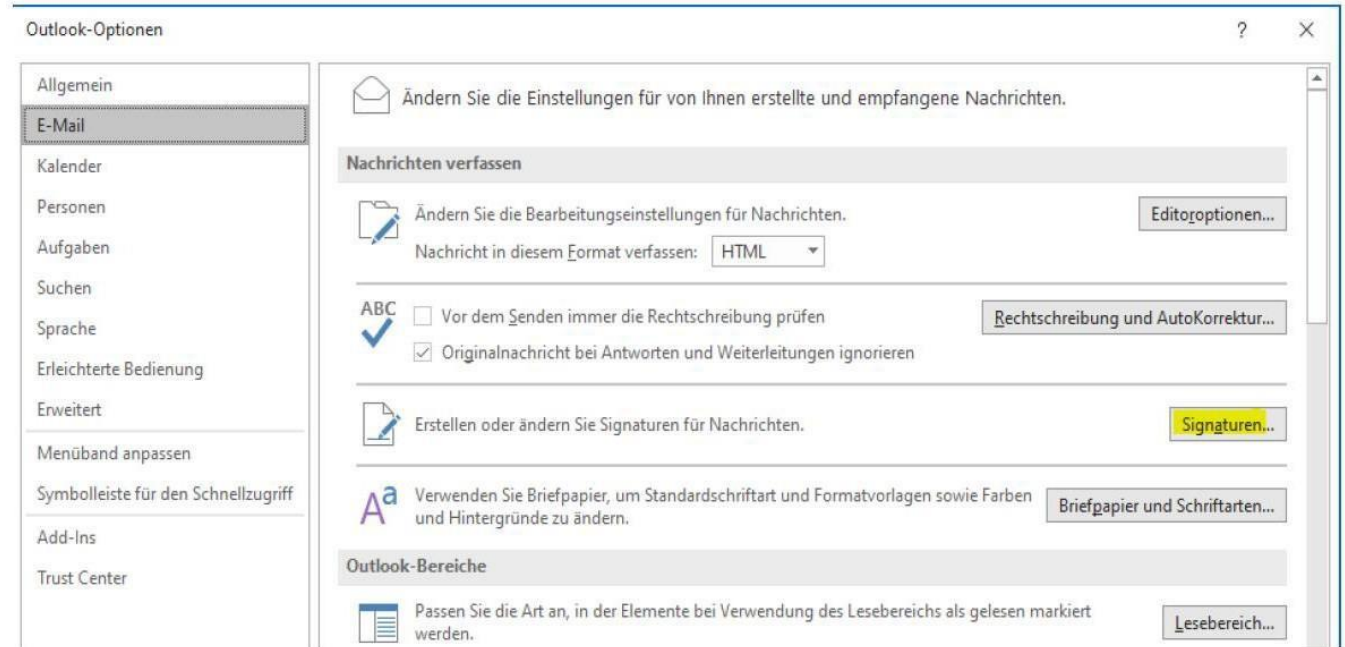 Outlook-Optionen
?
Allgemein
E-Mail
Kalender
Personen
Aufgaben
Suchen
Sprache
Erleichterte Bedienung
Erweitert
Menüband anpassen
Symbolleiste für den Schnellzugriff
Add-Ins
Trust Center
Ändern Sie die Einstellungen für von Ihnen erstellte und empfangene Nachrichten.
Nachrichten verfassen
Ändern Sie die Bearbeitungseinstellungen für Nachrichten.
Editoroptionen...
Nachricht in diesem Format verfassen: HTML
ABC
Vor dem Senden immer die Rechtschreibung prüfen
Rechtschreibung und AutoKorrektur...
Originalnachricht bei Antworten und Weiterleitungen ignorieren
Erstellen oder ändern Sie Signaturen für Nachrichten.
Signaturen...
Aa
Verwenden Sie Briefpapier, um Standardschriftart und Formatvorlagen sowie Farben
und Hintergründe zu ändern.
Briefpapier und Schriftarten...
Outlook-Bereiche
Passen Sie die Art an, in der Elemente bei Verwendung des Lesebereichs als gelesen markiert
werden.
Lesebereich...